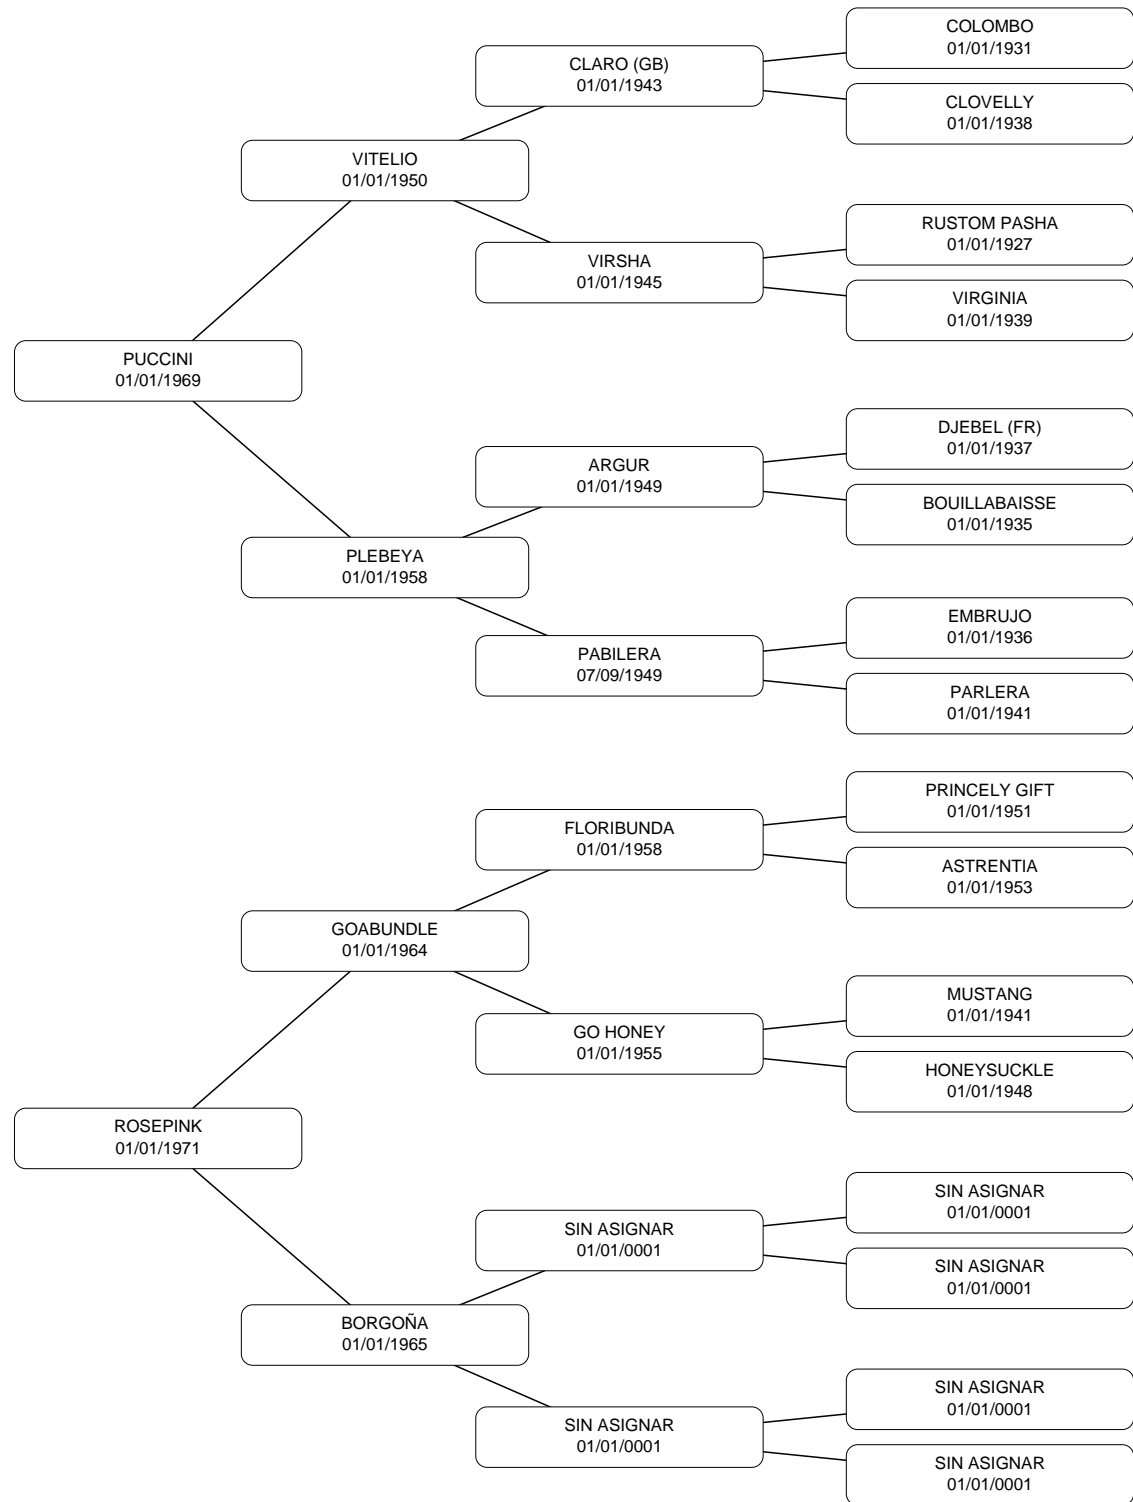 COLOMBO
01/01/1931
CLARO (GB)
01/01/1943
CLOVELLY
01/01/1938
VITELIO
01/01/1950
RUSTOM PASHA
01/01/1927
VIRSHA
01/01/1945
VIRGINIA
01/01/1939
PUCCINI
01/01/1969
DJEBEL (FR)
01/01/1937
ARGUR
01/01/1949
BOUILLABAISSE
01/01/1935
PLEBEYA
01/01/1958
EMBRUJO
01/01/1936
PABILERA
07/09/1949
PARLERA
01/01/1941
PRINCELY GIFT
01/01/1951
FLORIBUNDA
01/01/1958
ASTRENTIA
01/01/1953
GOABUNDLE
01/01/1964
MUSTANG
01/01/1941
GO HONEY
01/01/1955
HONEYSUCKLE
01/01/1948
ROSEPINK
01/01/1971
SIN ASIGNAR
01/01/0001
SIN ASIGNAR
01/01/0001
SIN ASIGNAR
01/01/0001
BORGOÑA
01/01/1965
SIN ASIGNAR
01/01/0001
SIN ASIGNAR
01/01/0001
SIN ASIGNAR
01/01/0001